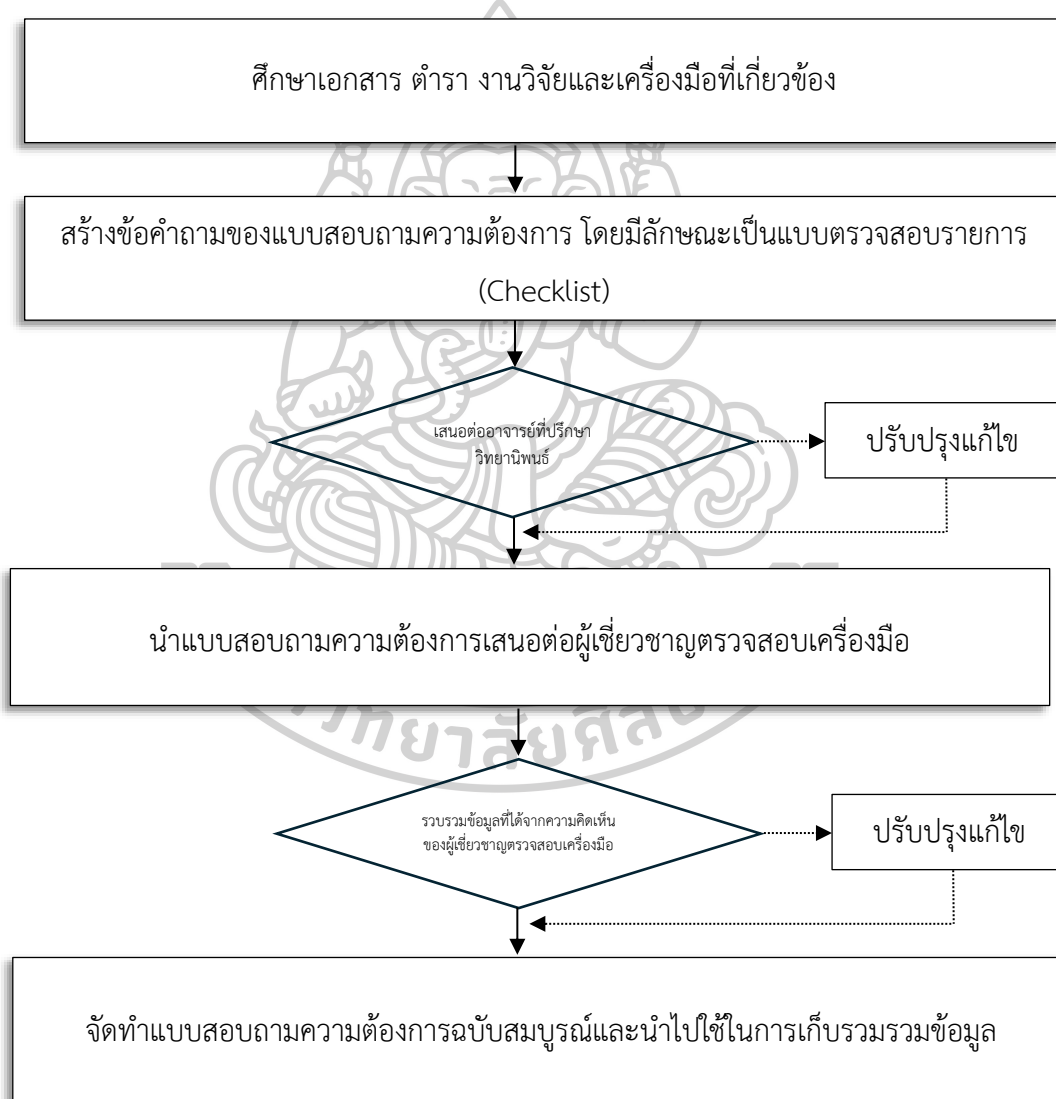 ศึกษาเอกสาร ตำรา งานวิจัยและเครื่องมือที่เกี่ยวข้อง
สร้างข้อคำถามของแบบสอบถามความต้องการ โดยมีลักษณะเป็นแบบตรวจสอบรายการ
(Checklist)
เสนอต่ออาจารย์ที่ปรึกษา
วิทยานิพนธ์
ปรับปรุงแก้ไข
นำแบบสอบถามความต้องการเสนอต่อผู้เชี่ยวชาญตรวจสอบเครื่องมือ
รวบรวมข้อมูลที่ได้จากความคิดเห็น
ของผู้เชี่ยวชาญตรวจสอบเครื่องมือ
ปรับปรุงแก้ไข
จัดทำแบบสอบถามความต้องการฉบับสมบูรณ์และนำไปใช้ในการเก็บรวมรวมข้อมูล